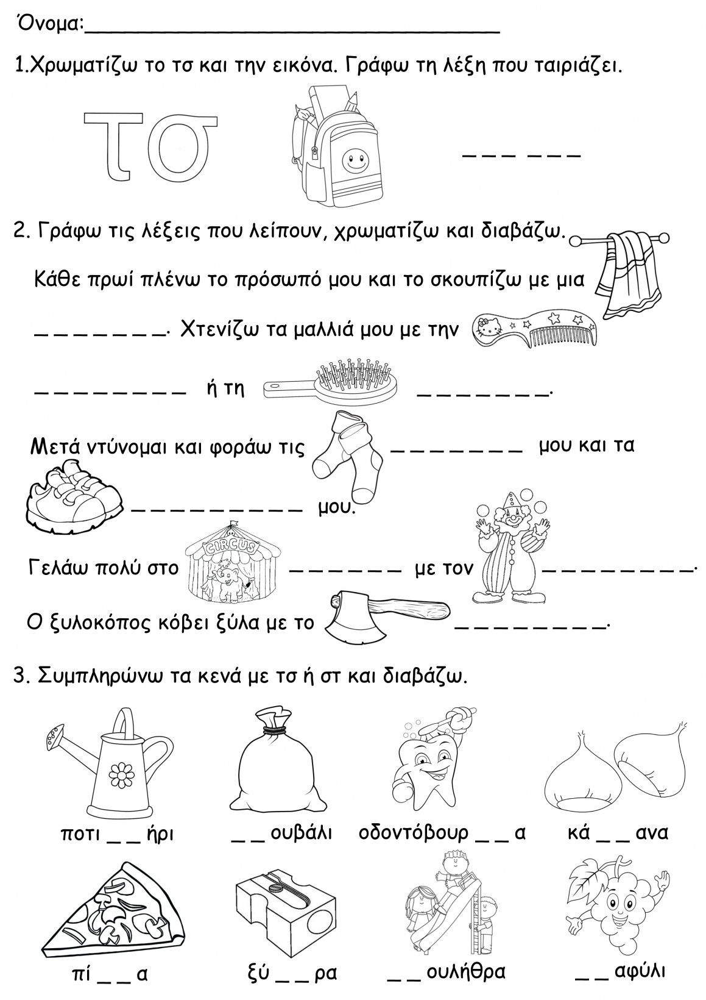 Όνομα:_______________________________
1.Χρωματίζω το τσ και την εικόνα. Γράφω τη λέξη που ταιριάζει.
τσ
_ _ _ _ _ _
2. Γράφω τις λέξεις που λείπουν, χρωματίζω και διαβάζω.
Κάθε πρωί πλένω το πρόσωπό μου και το σκουπίζω με μια
_ _ _ _ _ _ _. Χτενίζω τα μαλλιά μου με την
_ _ _ _ _ _ _ _ ή τη _ _ _ _ _ _ _.
Μετά ντύνομαι και φοράω τις _ _ _ _ _ _ _ μου και τα
_ _ _ _ _ _ _ _ _ μου.
CIRCUS
Γελάω πολύ στο _ _ _ _ _ _ με τον _ _ _ _ _ _ _ _.
Ο ξυλοκόπος κόβει ξύλα με το _ _ _ _ _ _ _ _.
3. Συμπληρώνω τα κενά με τσ ή στ και διαβάζω.
ποτι _ _ ήρι _ _ ουβάλι οδοντόβουρ _ _ α κά _ _ ανα
πί _ _ α ξύ _ _ ρα _ _ ουλήθρα _ _ αφύλι